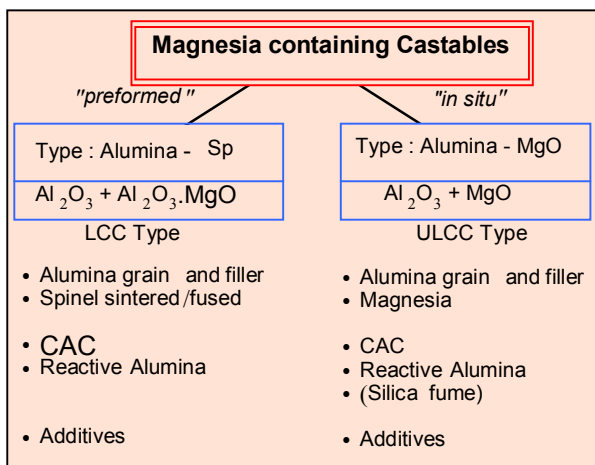 Magnesia containing Castables
"preformed "
"in situ"
Type : Alumina - Sp
Al2O3 + Al2O3.MgO
LCC Type
• Alumina grain and filler
• Spinel sintered/fused
• CAC
• Reactive Alumina
• Additives
Type : Alumina - MgO
Al2O3 + MgO
ULCC Type
• Alumina grain and filler
• Magnesia
• CAC
• Reactive Alumina
• (Silica fume)
• Additives